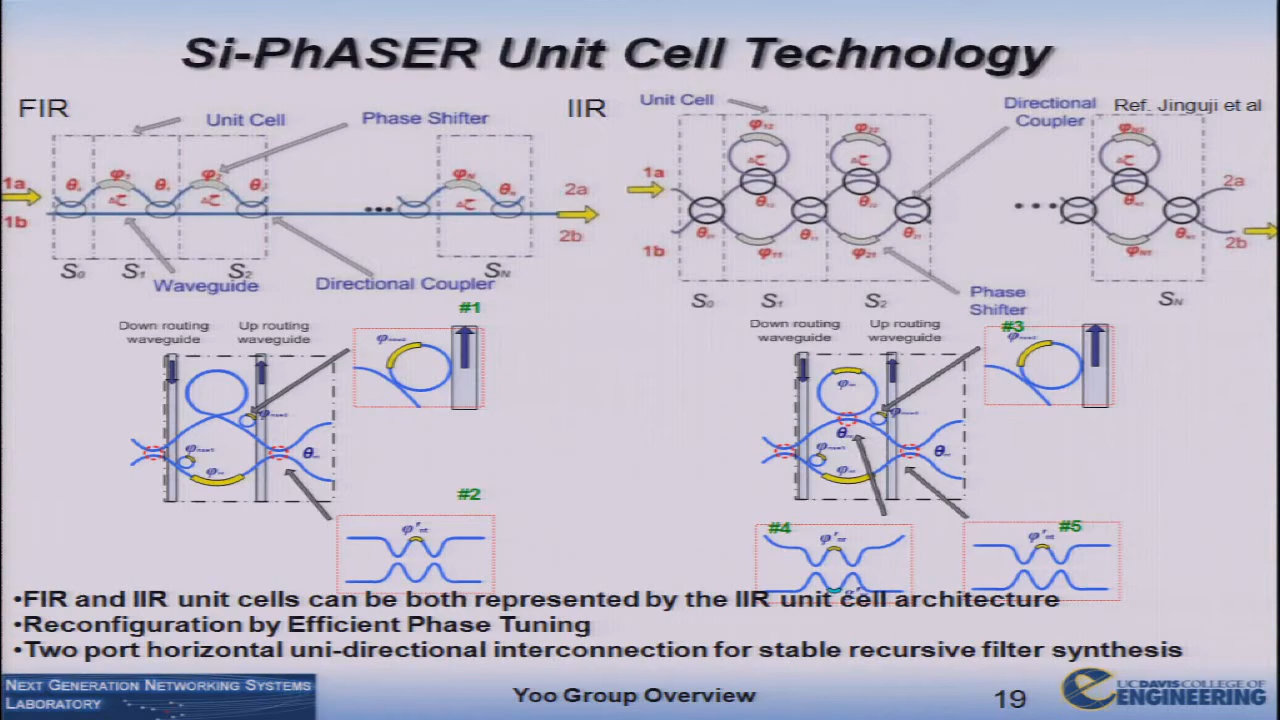 Si-PhASER Unit Cell Technology
FIR
Unit Cell
Phase Shifter
IIR
Unit Cell
Directional
Coupler
Ref. Jinguji et al
1a
1b
2a
2b
1a
1b
2a
2b
S0
S1
S2
SN
Waveguide
Directional Coupler
S0
S1
S2
SN
Phase
Shifter
#1
#3
Down routing
waveguide
Up routing
waveguide
Down routing
waveguide
Up routing
waveguide
#2
#4
#5
•FIR and IIR unit cells can be both represented by the IIR unit cell architecture
•Reconfiguration by Efficient Phase Tuning
•Two port horizontal uni-directional interconnection for stable recursive filter synthesis
NEXT GENERATION NETWORKING SYSTEMS
LABORATORY
Yoo Group Overview
19
UCDAVIS COLLEGE OF
ENGINEERING